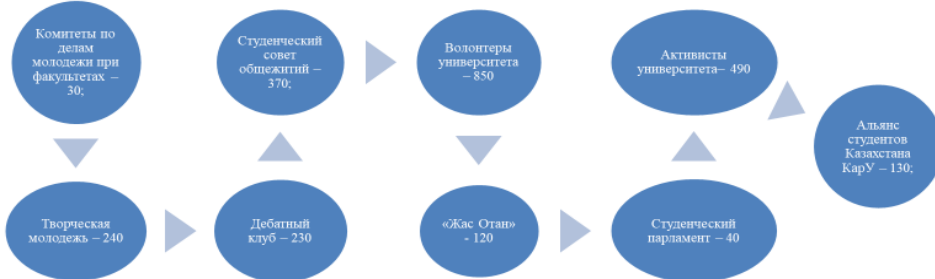 Комитеты по
делам
молодежи при
факультетах –
30;
Творческая
молодежь – 240
Дебатный
клуб – 230
Студенческий
совет
общежитий –
370;
Волонтеры
университета
– 850
«Жас Отан»
- 120
Студенческий
парламент – 40
Активисты
университета– 490
Альянс
студентов
Казахстана
КарУ – 130;